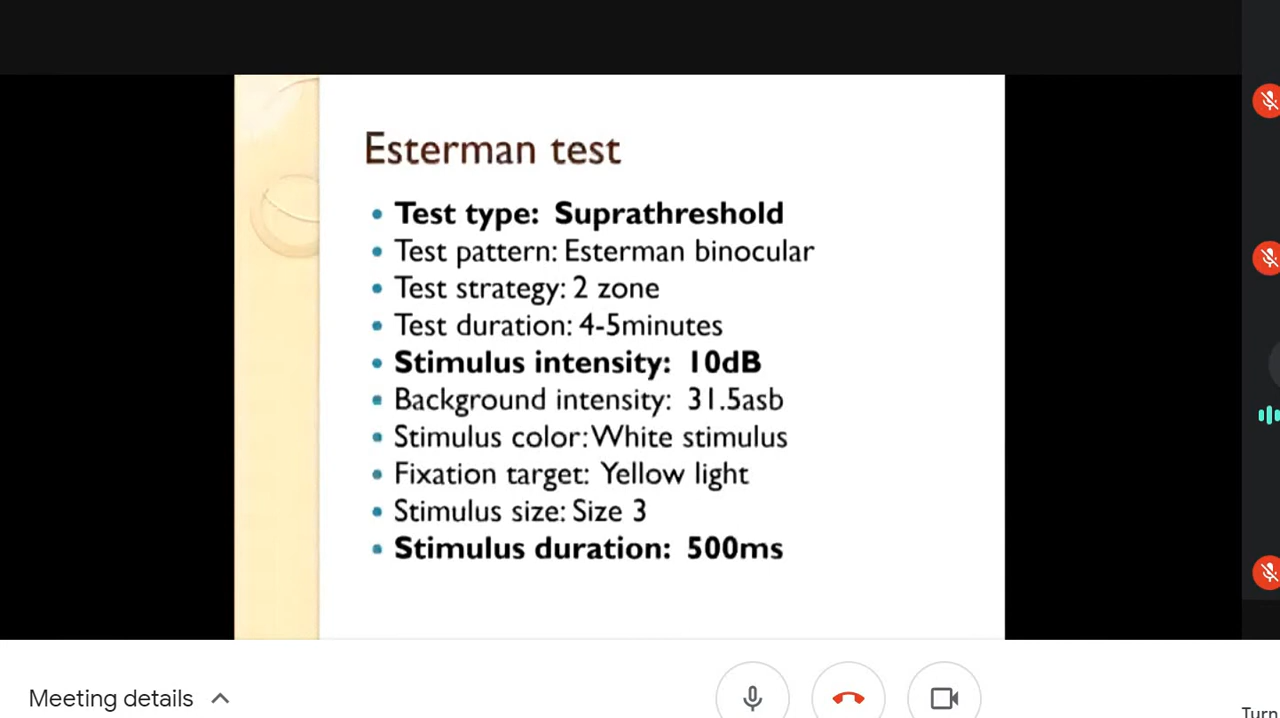 Esterman test
• Test type: Suprathreshold
• Test pattern: Esterman binocular
• Test strategy: 2 zone
• Test duration: 4-5minutes
• Stimulus intensity: 10dB
• Background intensity: 31.5asb
• Stimulus color: White stimulus
• Fixation target: Yellow light
• Stimulus size: Size 3
• Stimulus duration: 500ms
Meeting details
Turn